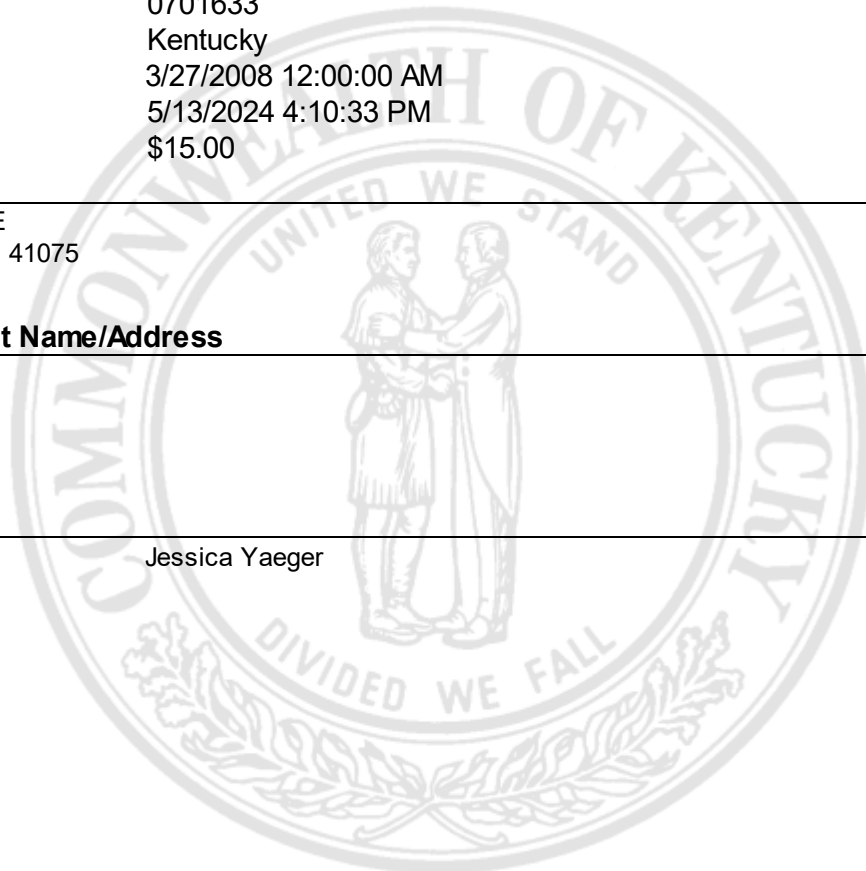 0701633
Kentucky
3/27/2008 12:00:00 AM
5/13/2024 4:10:33 PM
$15.00
E
41075
t Name/Address
Jessica Yaeger
COMMONWEALTH OF KENTUCKY
UNITED WE STAND
DIVIDED WE FALL